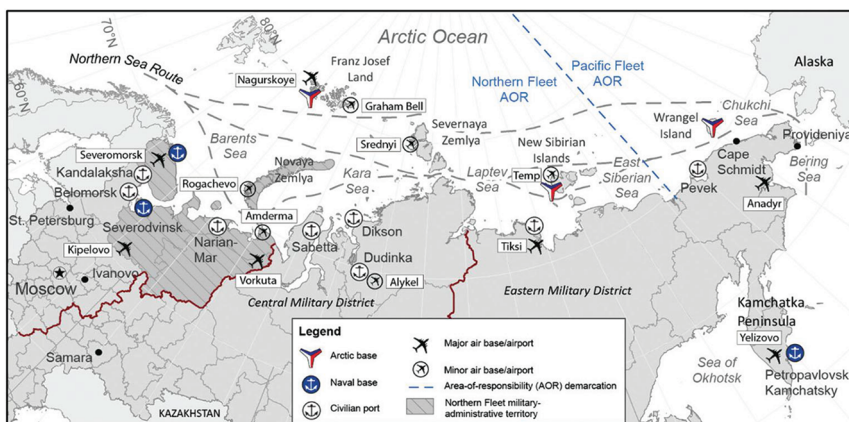 70°N
80°N
Arctic Ocean
Northern Sea Route
60°N
Nagurskoye
Franz Josef
Land
Graham Bell
Northern Fleet
AOR
Pacific Fleet
AOR
Alaska
Severomorsk
Barents
Sea
Severnaya
Zemlya
Srednyi
Wrangel
Island
Chukchi
Sea
Provideniya
Kandalaksha
Belomorsk
Rogachevo
Novaya
Zemlya
Kara
Sea
Laptev
Sea
New Sibirian
Islands
Temp
East
Siberian
Sea
Cape
Schmidt
Bering
Sea
Pevek
Anadyr
St. Petersburg
Severodvinsk
Amderma
Kipelovo
Narian-
Mar
Sabetta
Dikson
Tiksi
Moscow
Ivanovo
Vorkuta
Dudinka
Alykel
Central Military District
Eastern Military District
Samara
KAZAKHSTAN
Kamchatka
Peninsula
Yelizovo
Sea of
Okhotsk
Petropavlovsk
Kamchatsky
Legend
Arctic base
Naval base
Civilian port
Major air base/airport
Minor air base/airport
Area-of-responsibility (AOR) demarcation
Northern Fleet military-
administrative territory